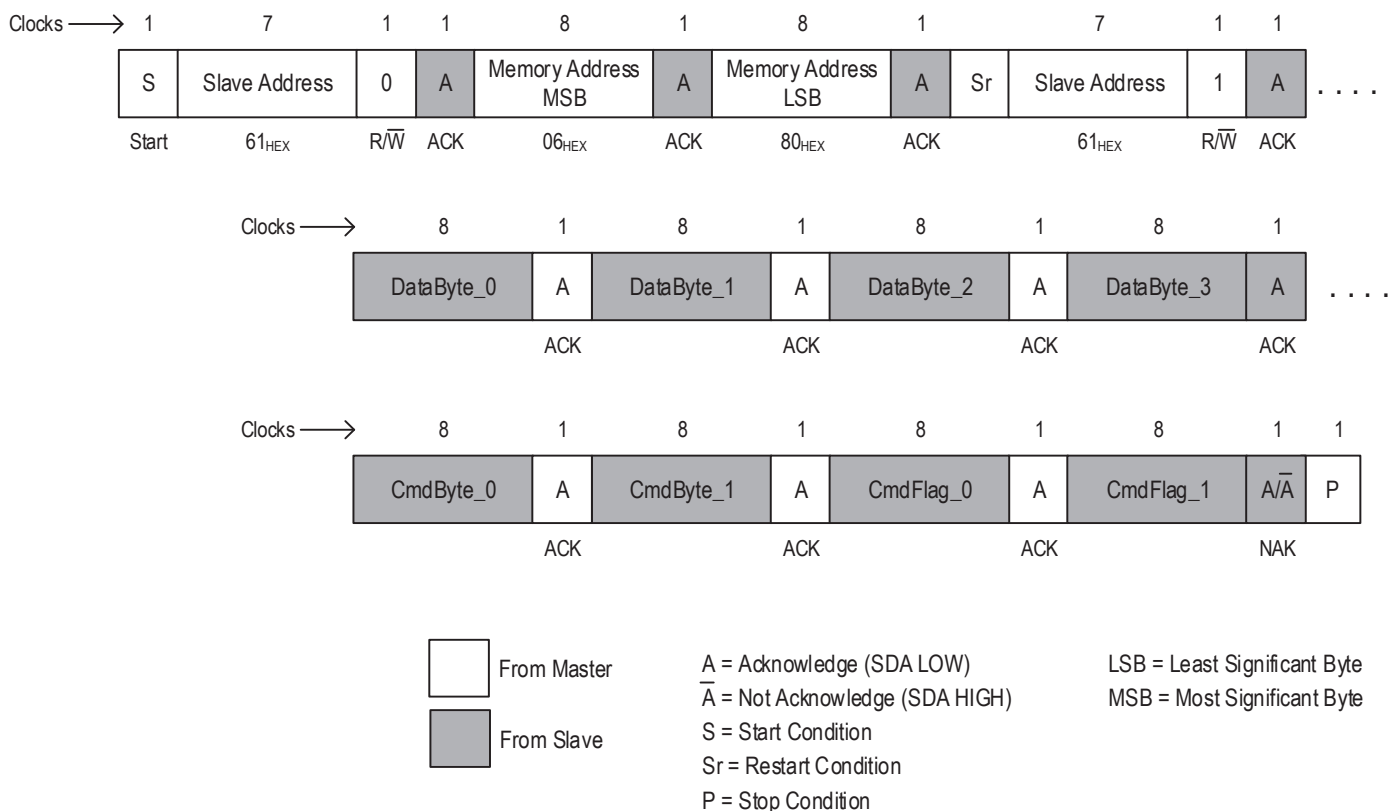 Clocks 1 7 1 1 8 1 8 1 7 1 1
S Slave Address 0 A Memory Address MSB A Memory Address LSB A Sr Slave Address 1 A . . . .
Start 61HEX R/W̅ ACK 06HEX ACK 80HEX ACK 61HEX R/W̅ ACK
Clocks 8 1 8 1 8 1 8 1
DataByte_0 A DataByte_1 A DataByte_2 A DataByte_3 A . . . .
ACK ACK ACK ACK
Clocks 8 1 8 1 8 1 8 1 1
CmdByte_0 A CmdByte_1 A CmdFlag_0 A CmdFlag_1 A/A̅ P
ACK ACK ACK NAK
From Master
From Slave
A = Acknowledge (SDA LOW)
A̅ = Not Acknowledge (SDA HIGH)
S = Start Condition
Sr = Restart Condition
P = Stop Condition
LSB = Least Significant Byte
MSB = Most Significant Byte